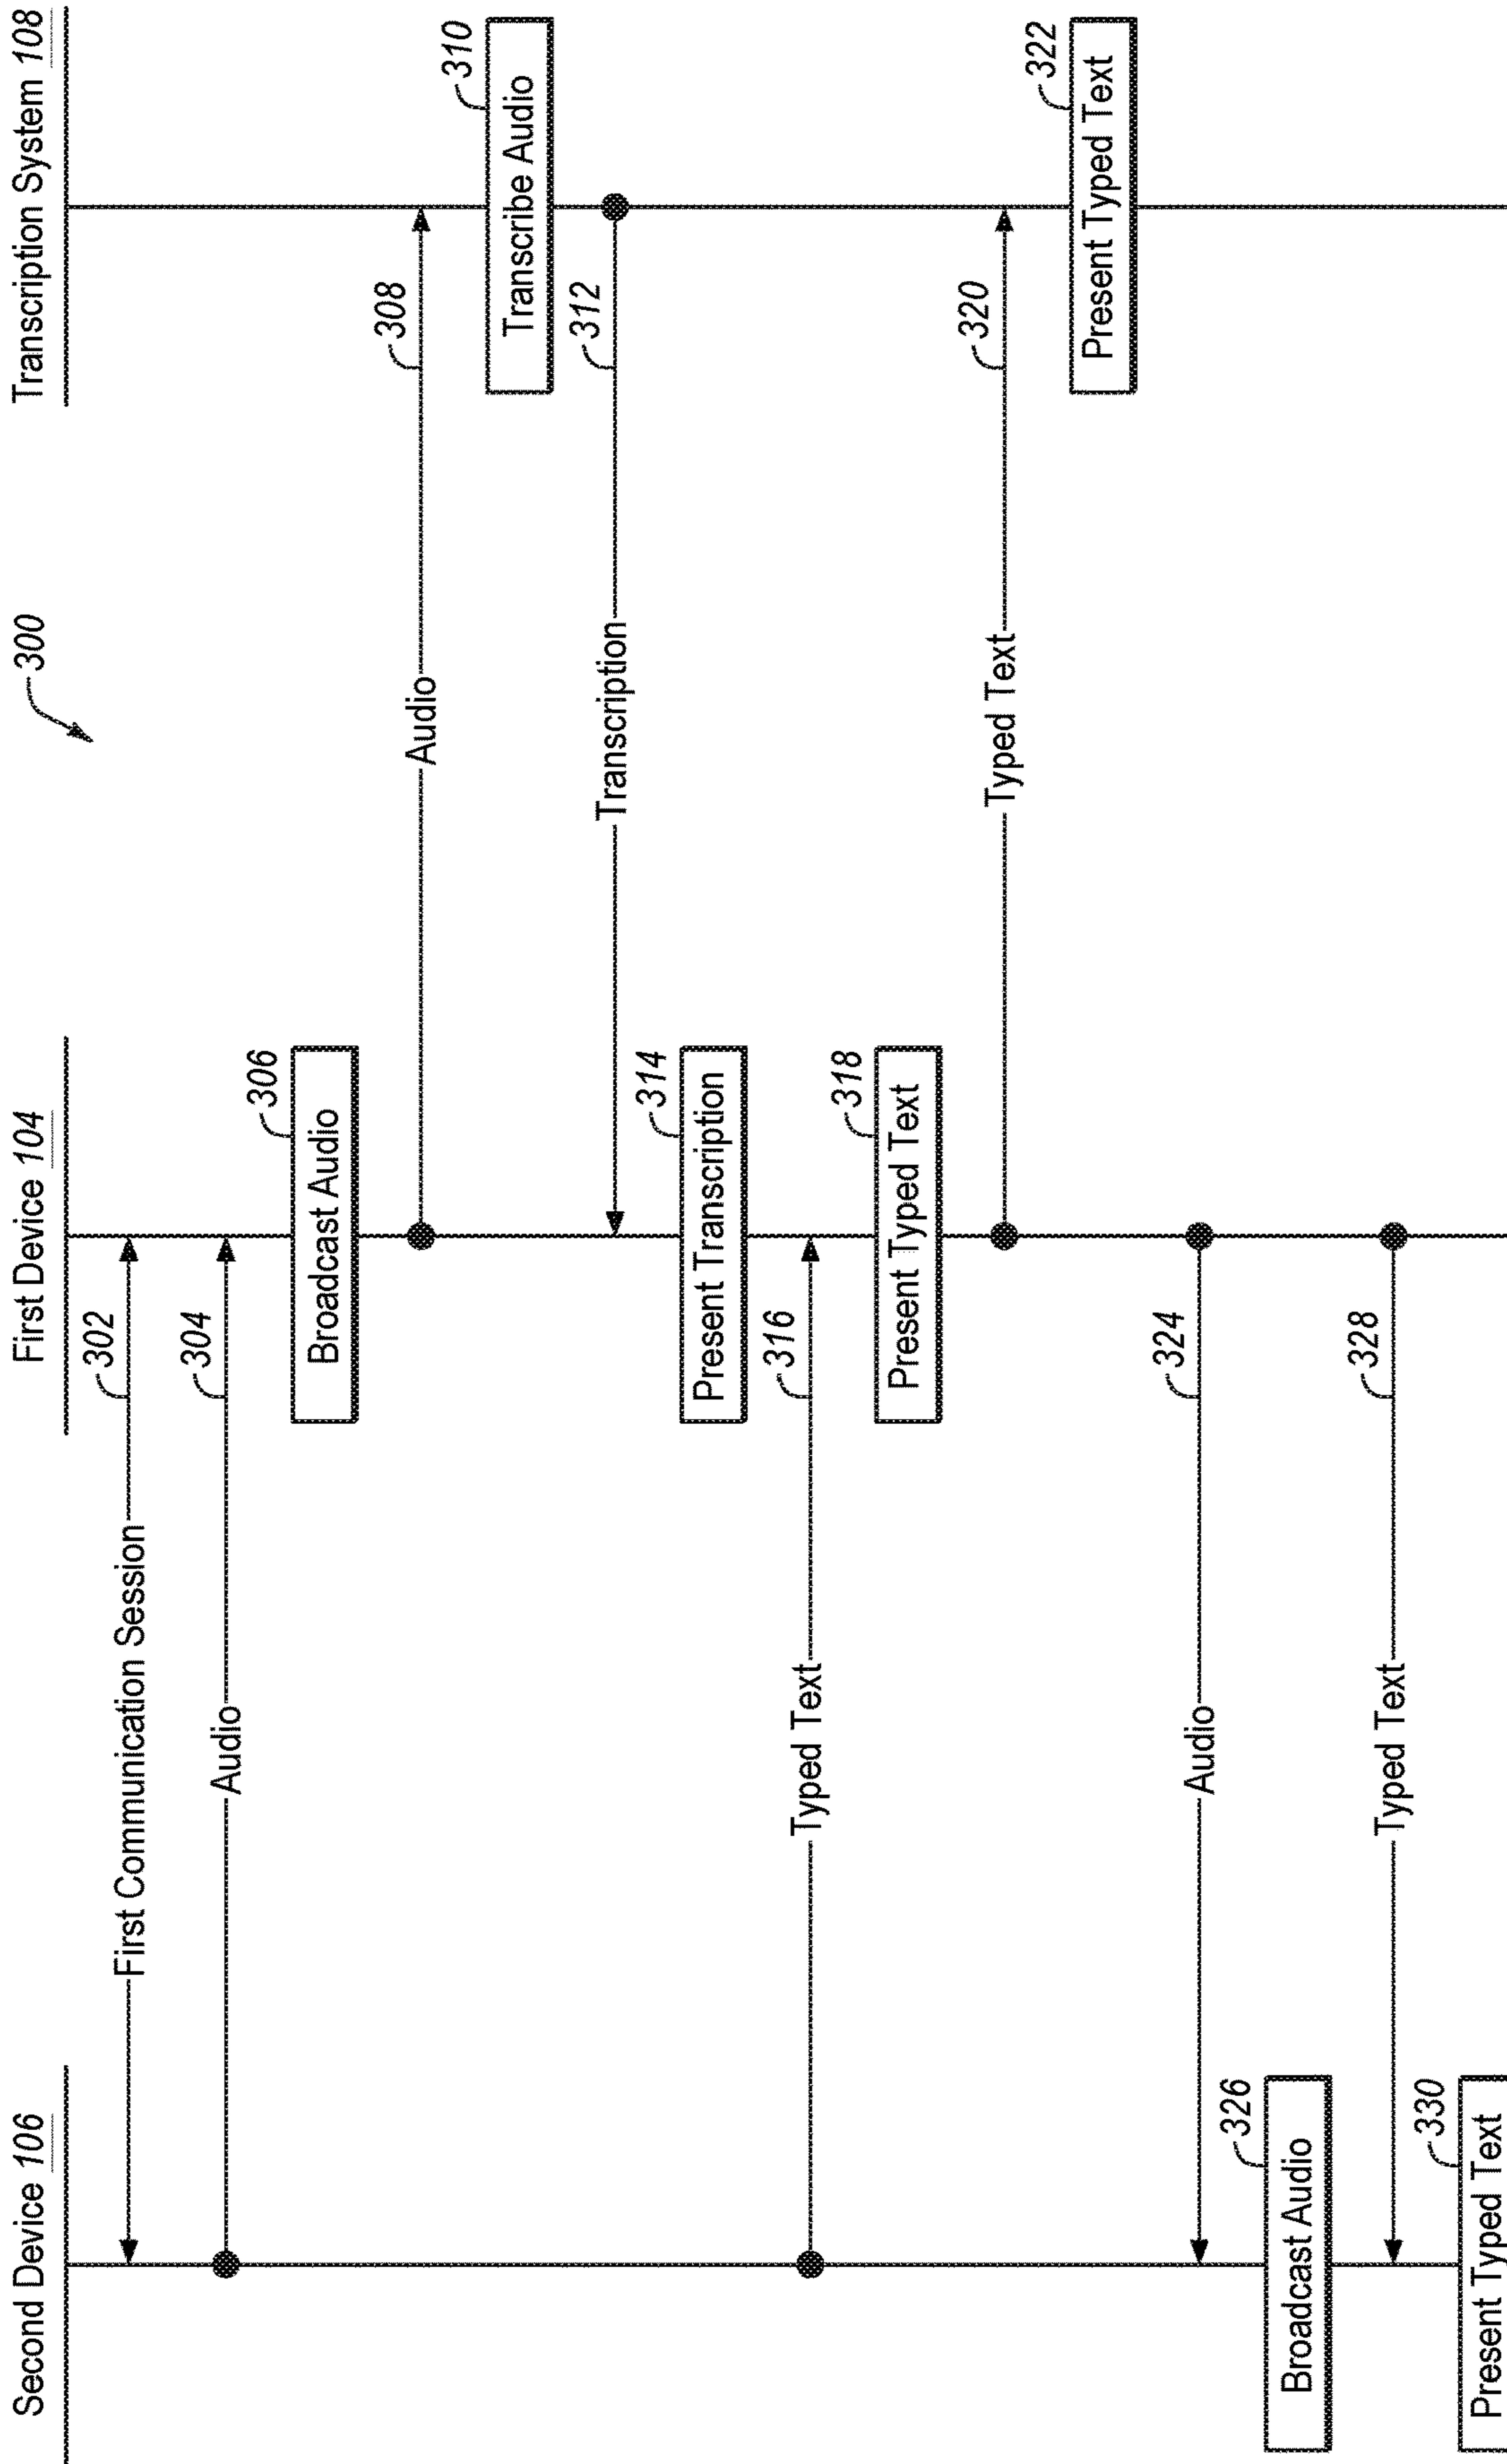 300
Second Device 106
First Device 104
Transcription System 108
First Communication Session
302
Audio
304
306
Broadcast Audio
Audio
308
310
Transcribe Audio
Transcription
312
314
Present Transcription
Typed Text
316
318
Present Typed Text
Typed Text
320
322
Present Typed Text
Audio
324
326
Broadcast Audio
Typed Text
328
330
Present Typed Text